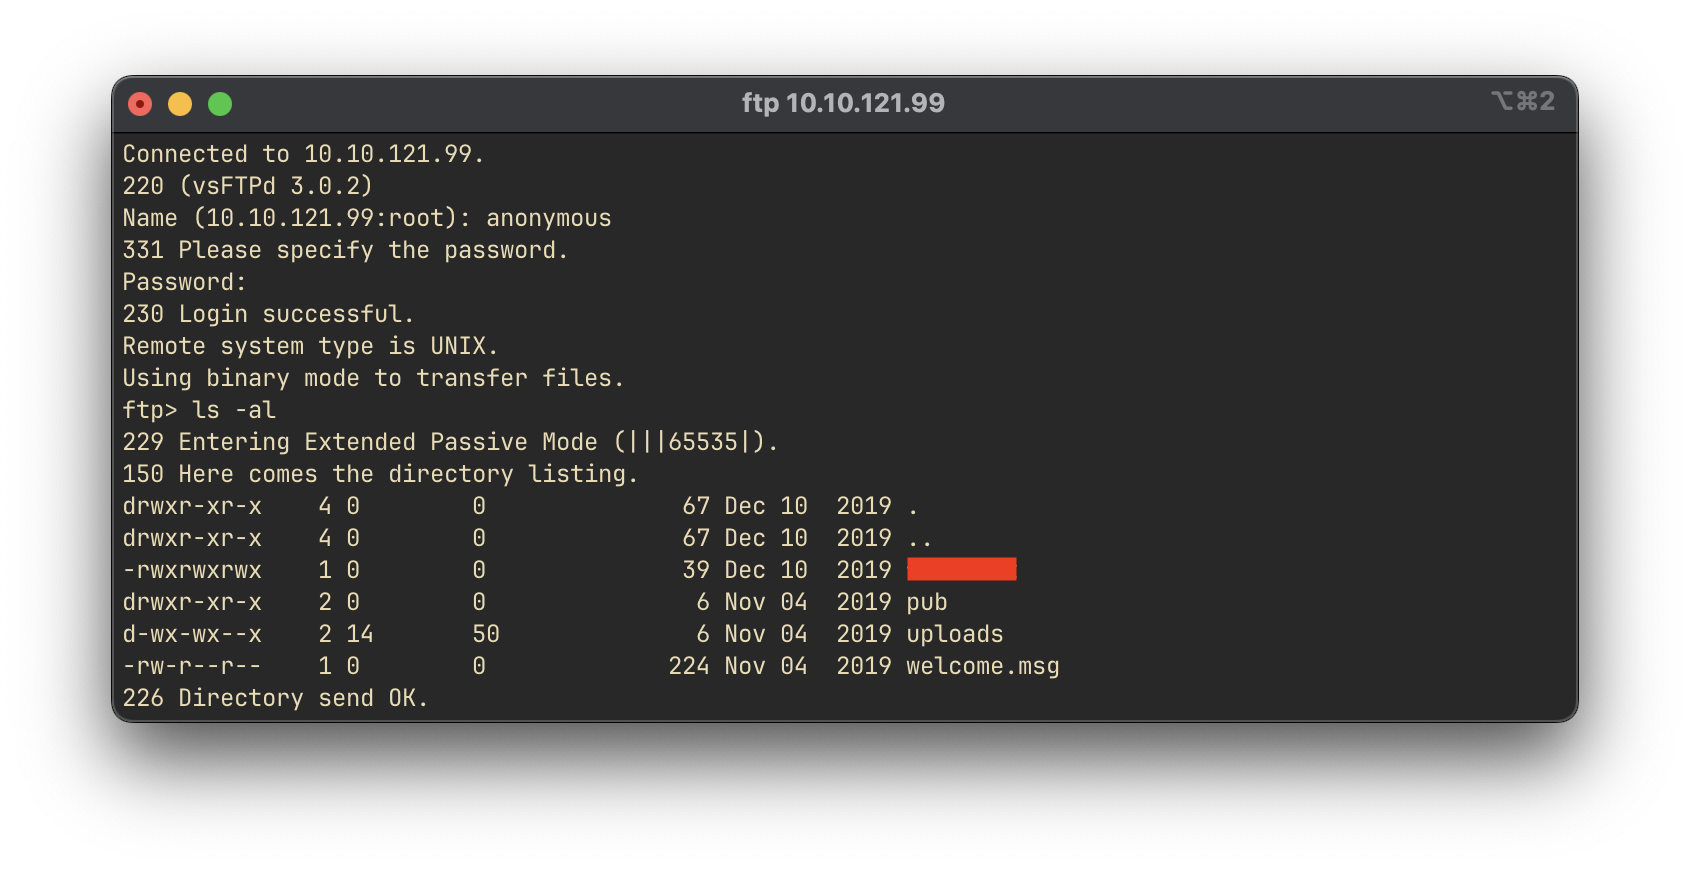 ftp 10.10.121.99
⌥⌘2
Connected to 10.10.121.99.
220 (vsFTPd 3.0.2)
Name (10.10.121.99:root): anonymous
331 Please specify the password.
Password:
230 Login successful.
Remote system type is UNIX.
Using binary mode to transfer files.
ftp> ls -al
229 Entering Extended Passive Mode (|||65535|).
150 Here comes the directory listing.
drwxr-xr-x    4 0        0              67 Dec 10  2019 .
drwxr-xr-x    4 0        0              67 Dec 10  2019 ..
-rwxrwxrwx    1 0        0              39 Dec 10  2019
drwxr-xr-x    2 0        0               6 Nov 04  2019 pub
d-wx-wx--x    2 14       50              6 Nov 04  2019 uploads
-rw-r--r--    1 0        0             224 Nov 04  2019 welcome.msg
226 Directory send OK.